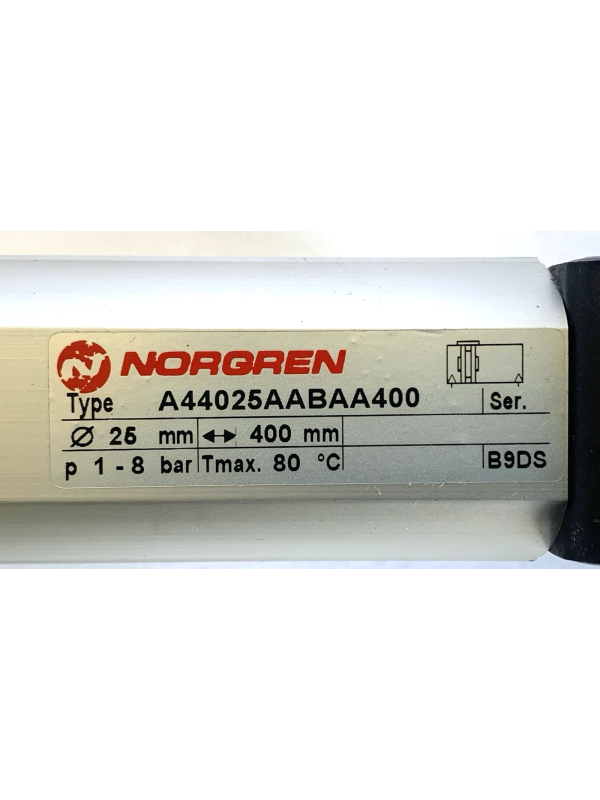 NORGREN
Type A44025AABAA400 Ser.
Ø 25 mm ↔ 400 mm
p 1 - 8 bar Tmax. 80 °C B9DS